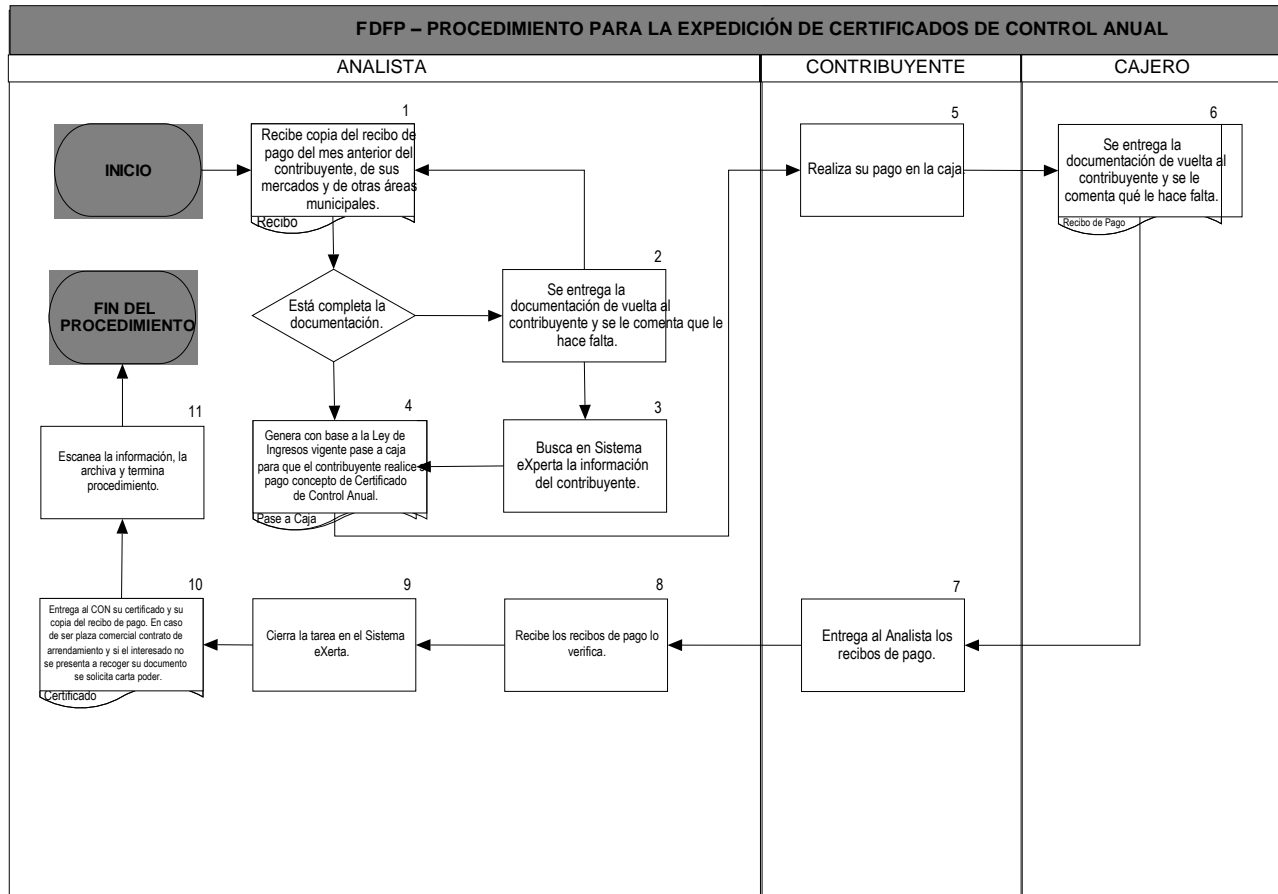 FDFP – PROCEDIMIENTO PARA LA EXPEDICIÓN DE CERTIFICADOS DE CONTROL ANUAL
ANALISTA
CONTRIBUYENTE
CAJERO
INICIO
1
Recibe copia del recibo de
pago del mes anterior del
contribuyente, de sus
mercados y de otras áreas
municipales.
Recibo
Está completa la
documentación.
2
Se entrega la
documentación de vuelta al
contribuyente y se le comenta que le
hace falta.
3
Busca en Sistema
eXperta la información
del contribuyente.
4
Genera con base a la Ley de
Ingresos vigente pase a caja
para que el contribuyente realice
pago concepto de Certificado
de Control Anual.
Pase a Caja
5
Realiza su pago en la caja
6
Se entrega la
documentación de vuelta al
contribuyente y se le
comenta qué le hace falta.
Recibo de Pago
7
Entrega al Analista los
recibos de pago.
8
Recibe los recibos de pago lo
verifica.
9
Cierra la tarea en el Sistema
eXerta.
10
Entrega al CON su certificado y su
copia del recibo de pago. En caso
de ser plaza comercial contrato de
arrendamiento y si el interesado no
se presenta a recoger su documento
se solicita carta poder.
Certificado
11
Escanea la información, la
archiva y termina
procedimiento.
FIN DEL
PROCEDIMIENTO